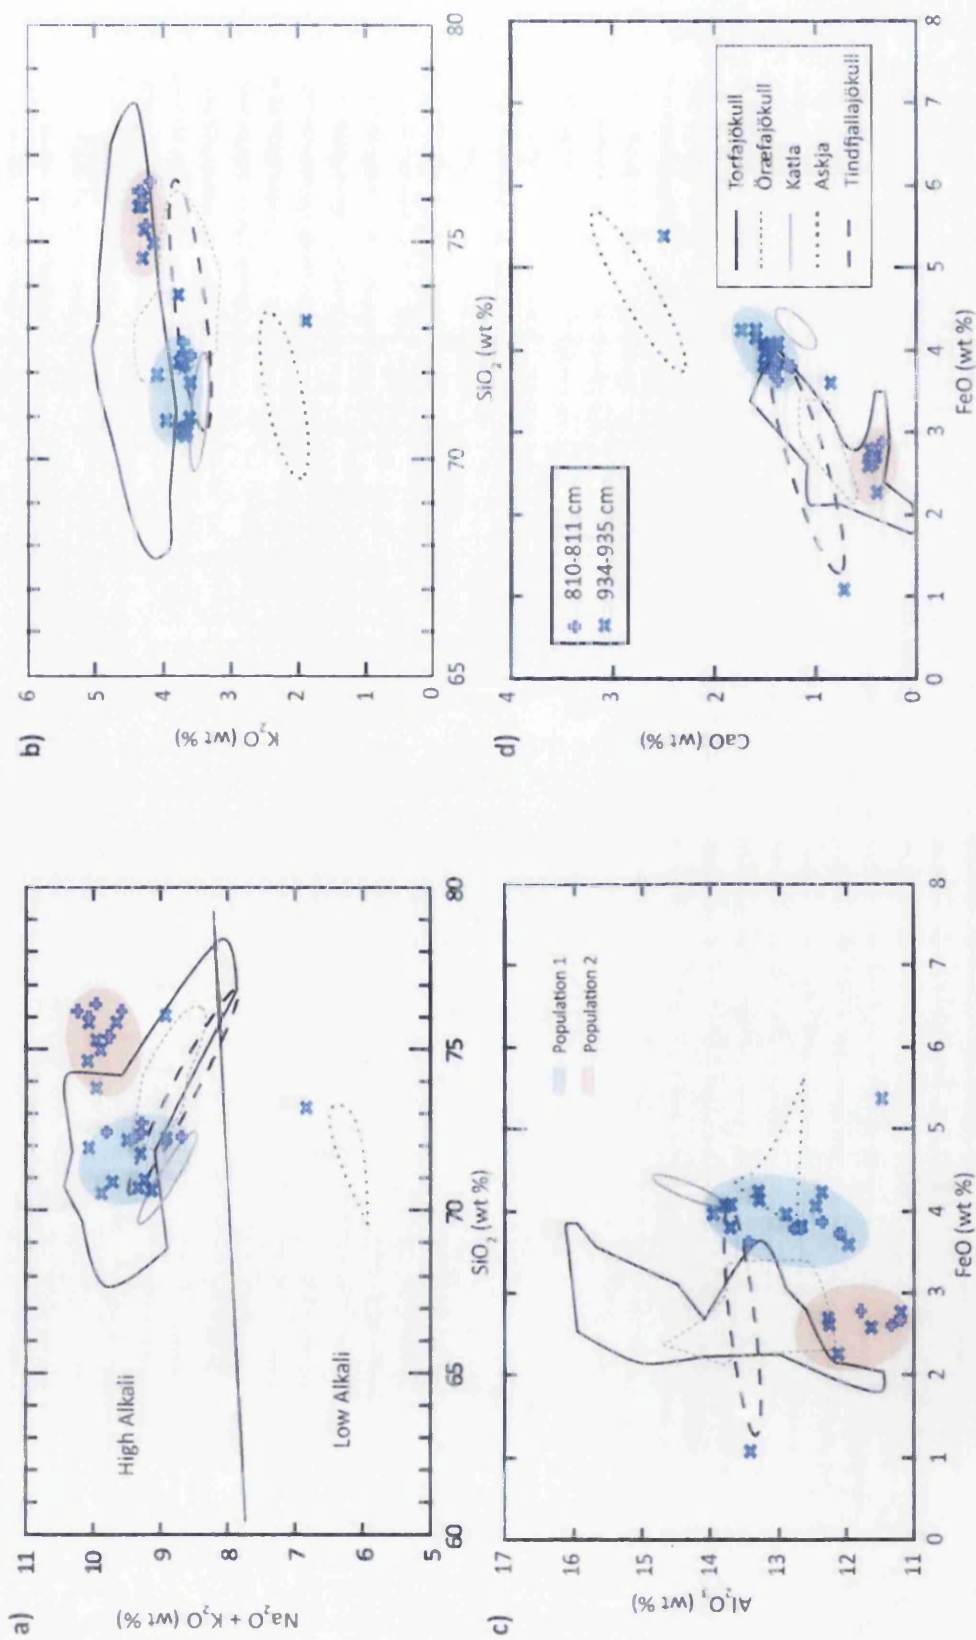 a)
Na₂O + K₂O (wt %)
11
10
9
8
7
6
5
High Alkali
Low Alkali
60
65
70
75
80
SiO₂ (wt %)
b)
K₂O (wt %)
6
5
4
3
2
1
0
65
70
75
80
SiO₂ (wt %)
c)
Al₂O₃ (wt %)
17
16
15
14
13
12
11
Population 1
Population 2
0
1
2
3
4
5
6
7
8
FeO (wt %)
d)
CaO (wt %)
4
3
2
1
0
810-811 cm
934-935 cm
Torfajökull
Öræfajökull
Katla
Askja
Tindfjallajökull
0
1
2
3
4
5
6
7
8
FeO (wt %)